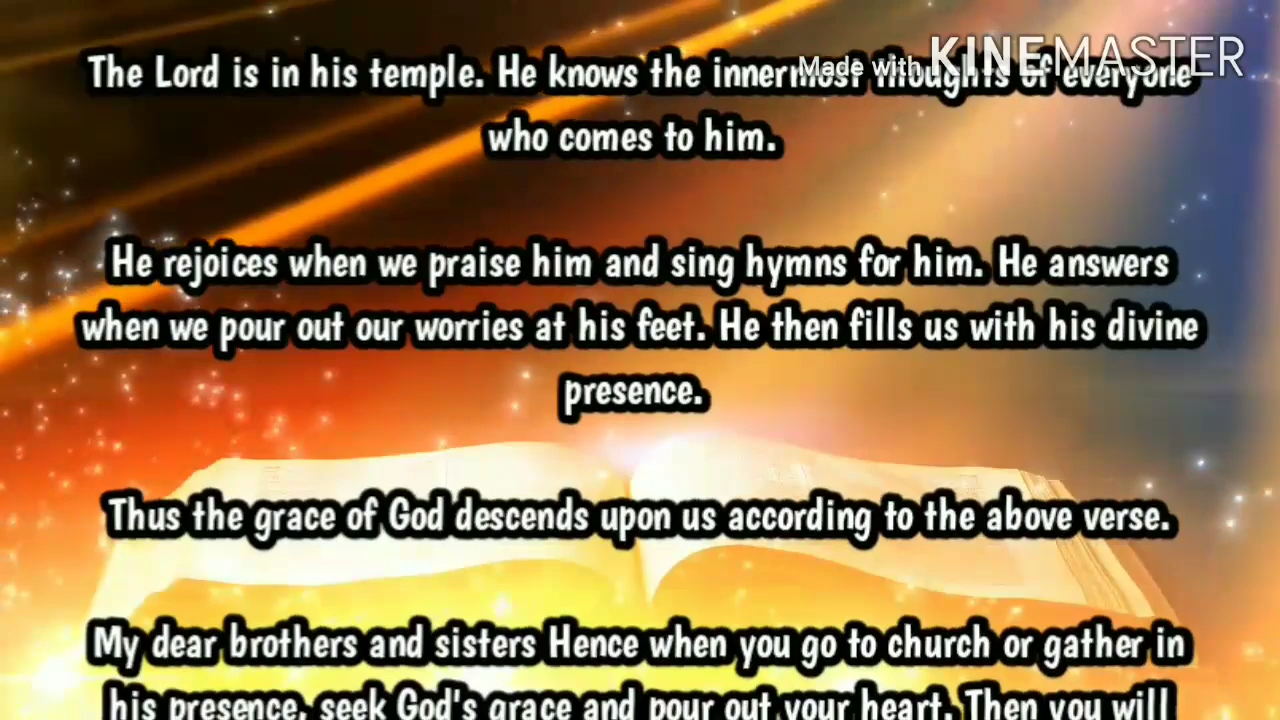 Made with KINEMASTER
The Lord is in his temple. He knows the innermost thoughts of everyone
who comes to him.
He rejoices when we praise him and sing hymns for him. He answers
when we pour out our worries at his feet. He then fills us with his divine
presence.
Thus the grace of God descends upon us according to the above verse.
My dear brothers and sisters Hence when you go to church or gather in
his presence, seek God's grace and pour out your heart. Then you will